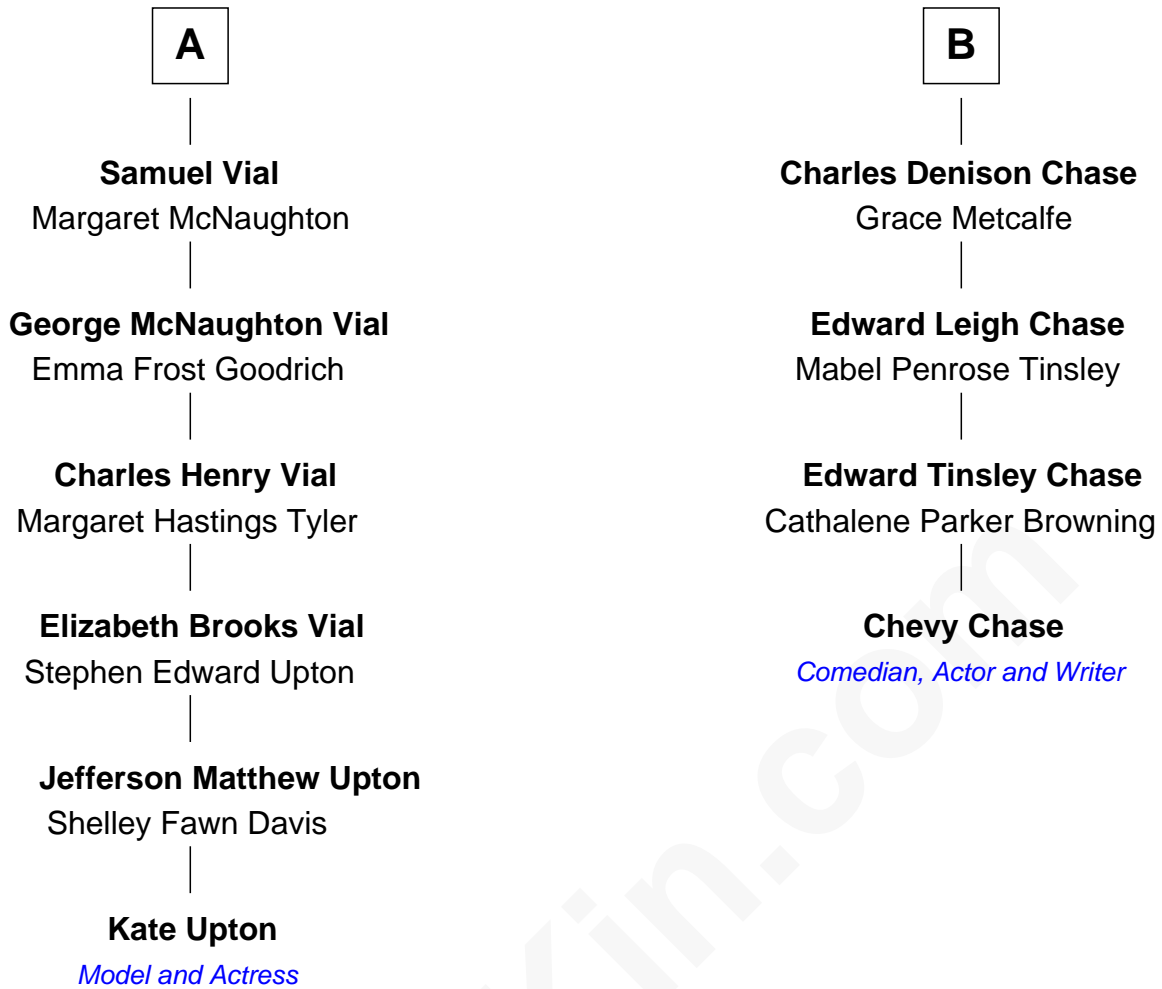 A
Samuel Vial
Margaret McNaughton
George McNaughton Vial
Emma Frost Goodrich
Charles Henry Vial
Margaret Hastings Tyler
Elizabeth Brooks Vial
Stephen Edward Upton
Jefferson Matthew Upton
Shelley Fawn Davis
Kate Upton
Model and Actress
B
Charles Denison Chase
Grace Metcalfe
Edward Leigh Chase
Mabel Penrose Tinsley
Edward Tinsley Chase
Cathalene Parker Browning
Chevy Chase
Comedian, Actor and Writer